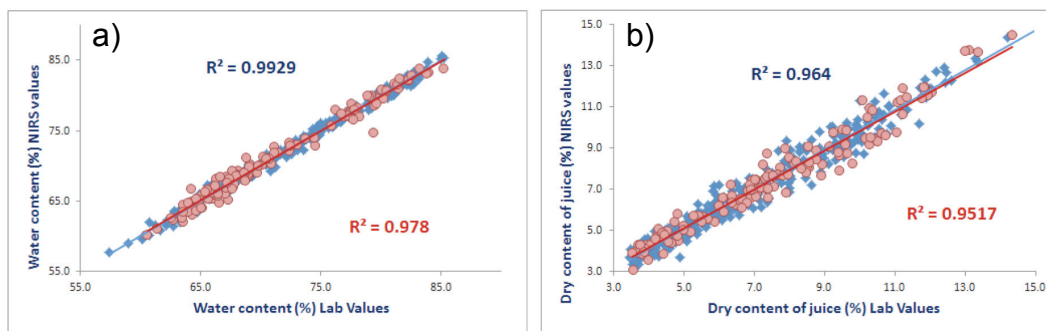 a)
R² = 0.9929
R² = 0.978
Water content (%) NIRS values
85.0
75.0
65.0
55.0
55.0 65.0 75.0 85.0
Water content (%) Lab Values
b)
R² = 0.964
R² = 0.9517
Dry content of juice (%) NIRS values
15.0
13.0
11.0
9.0
7.0
5.0
3.0
3.0 5.0 7.0 9.0 11.0 13.0 15.0
Dry content of juice (%) Lab Values